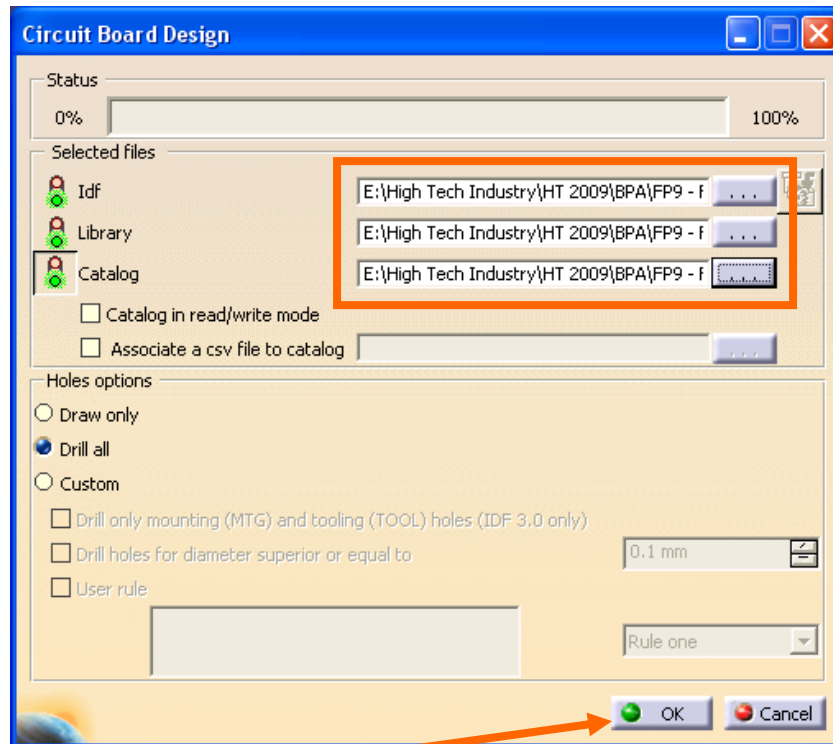 Circuit Board Design
Status
0% 100%
Selected files
Idf E:\High Tech Industry\HT 2009\BPA\FP9 - F ...
Library E:\High Tech Industry\HT 2009\BPA\FP9 - F ...
Catalog E:\High Tech Industry\HT 2009\BPA\FP9 - F ...
Catalog in read/write mode
Associate a csv file to catalog ...
Holes options
Draw only
Drill all
Custom
Drill only mounting (MTG) and tooling (TOOL) holes (IDF 3.0 only)
Drill holes for diameter superior or equal to 0.1 mm
User rule
Rule one
OK Cancel